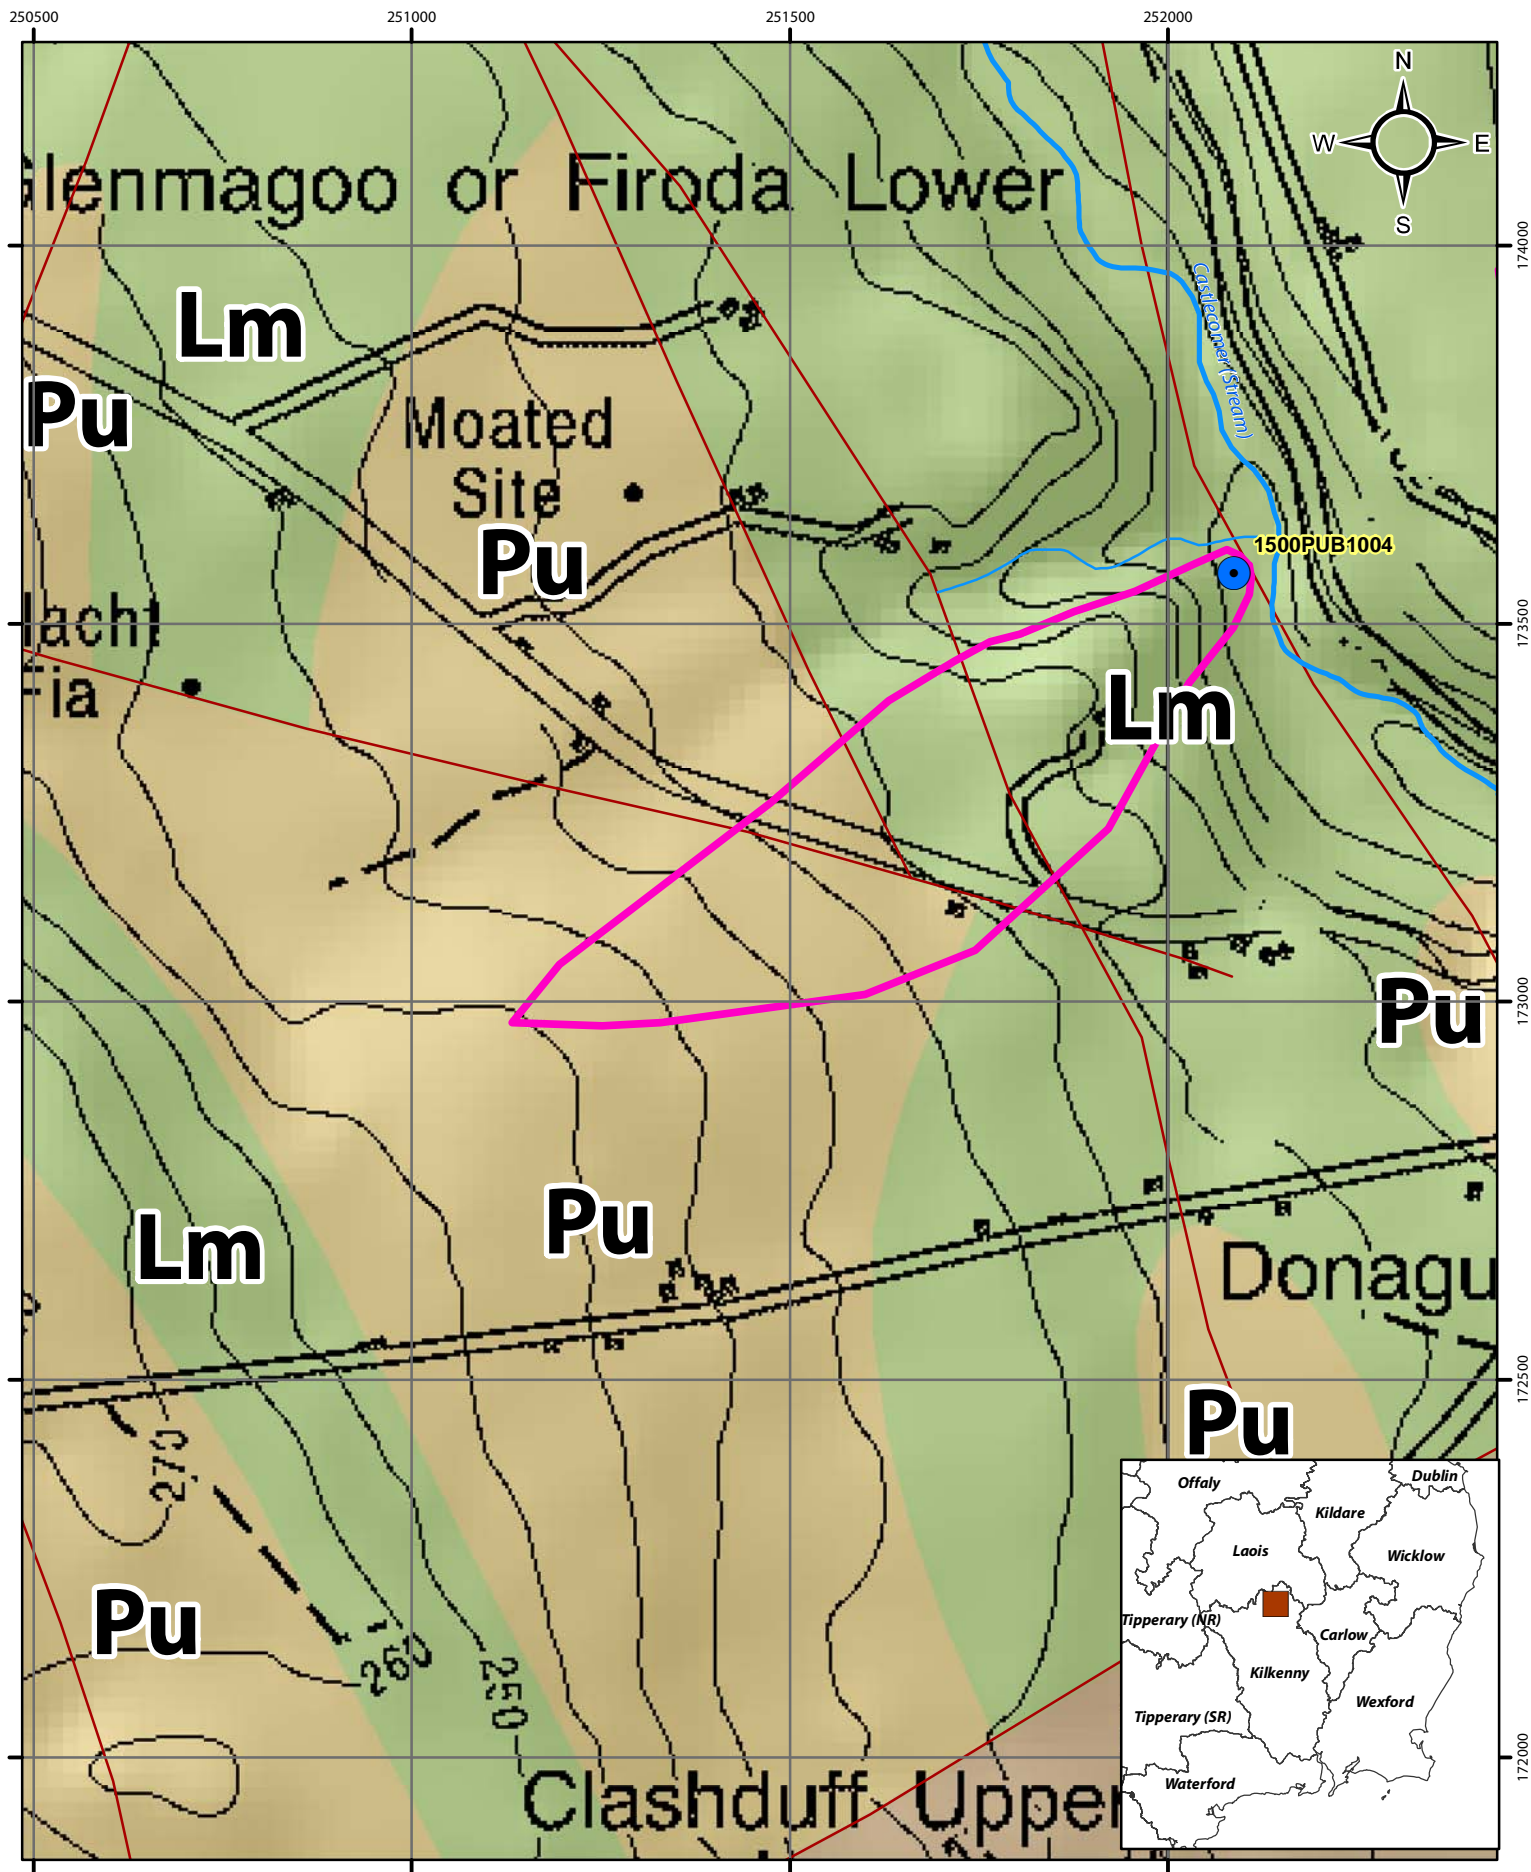 250500 251000 251500 252000
N
W E
S
Glenmagoo or Firoda Lower
174000
Castlecomer (Stream)
Lm
Pu
Moated
Site
Pu
1500PUB1004
173500
Fia
Lm
Pu
173000
Pu
Lm
Donagu
172500
Pu
270
Pu
260
250
Offaly
Dublin
Kildare
Laois
Wicklow
Tipperary (NR)
Carlow
Kilkenny
Wexford
Tipperary (SR)
Waterford
172000
Clashduff Upper